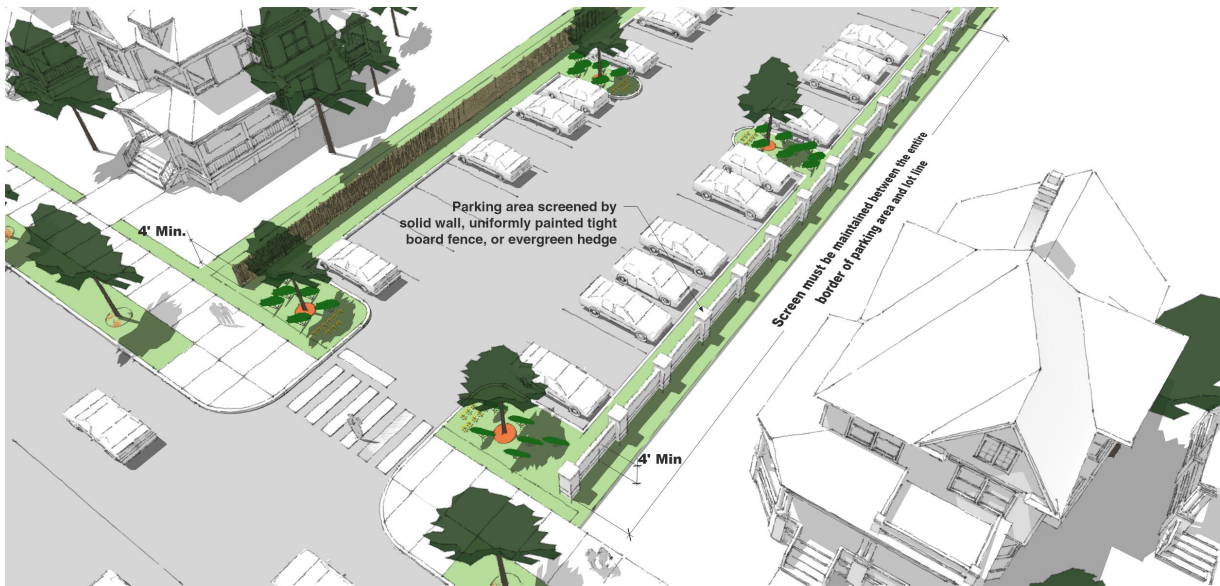 4' Min.
Parking area screened by
solid wall, uniformly painted tight
board fence, or evergreen hedge
Screen must be maintained between the entire
border of parking area and lot line
4' Min